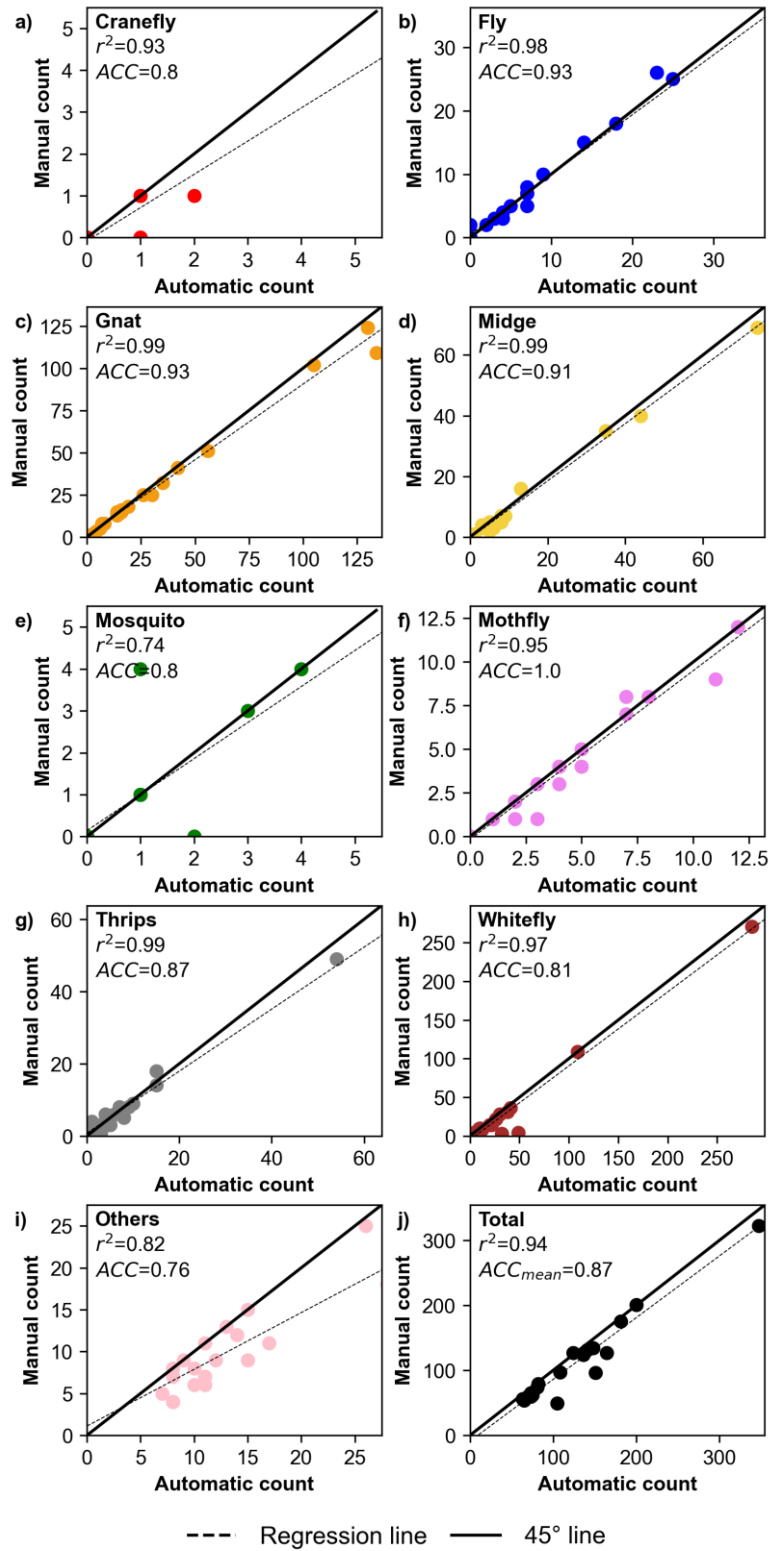 a) Cranefly
r²=0.93
ACC=0.8
5
4
3
2
1
0
0 1 2 3 4 5
Manual count
Automatic count
b) Fly
r²=0.98
ACC=0.93
30
20
10
0
0 10 20 30
Manual count
Automatic count
c) Gnat
r²=0.99
ACC=0.93
125
100
75
50
25
0
0 25 50 75 100 125
Manual count
Automatic count
d) Midge
r²=0.99
ACC=0.91
60
40
20
0
0 20 40 60
Manual count
Automatic count
e) Mosquito
r²=0.74
ACC=0.8
5
4
3
2
1
0
0 1 2 3 4 5
Manual count
Automatic count
f) Mothfly
r²=0.95
ACC=1.0
12.5
10.0
7.5
5.0
2.5
0.0
0.0 2.5 5.0 7.5 10.0 12.5
Manual count
Automatic count
g) Thrips
r²=0.99
ACC=0.87
60
40
20
0
0 20 40 60
Manual count
Automatic count
h) Whitefly
r²=0.97
ACC=0.81
250
200
150
100
50
0
0 50 100 150 200 250
Manual count
Automatic count
i) Others
r²=0.82
ACC=0.76
25
20
15
10
5
0
0 5 10 15 20 25
Manual count
Automatic count
j) Total
r²=0.94
ACCmean=0.87
300
200
100
0
0 100 200 300
Manual count
Automatic count
Regression line 45° line